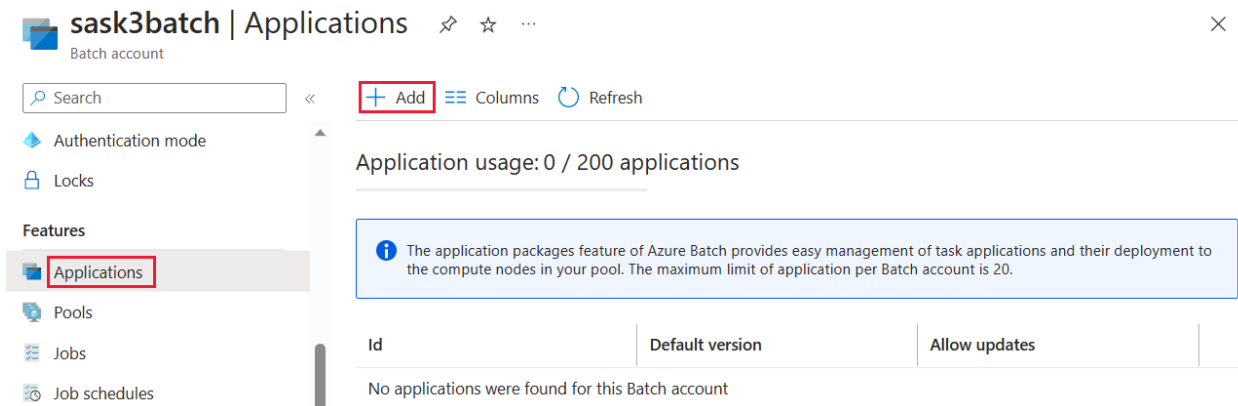 sask3batch | Applications
Batch account
Search
Authentication mode
Locks
Features
Applications
Pools
Jobs
Job schedules
Add Columns Refresh
Application usage: 0 / 200 applications
The application packages feature of Azure Batch provides easy management of task applications and their deployment to
the compute nodes in your pool. The maximum limit of application per Batch account is 20.
Id Default version Allow updates
No applications were found for this Batch account